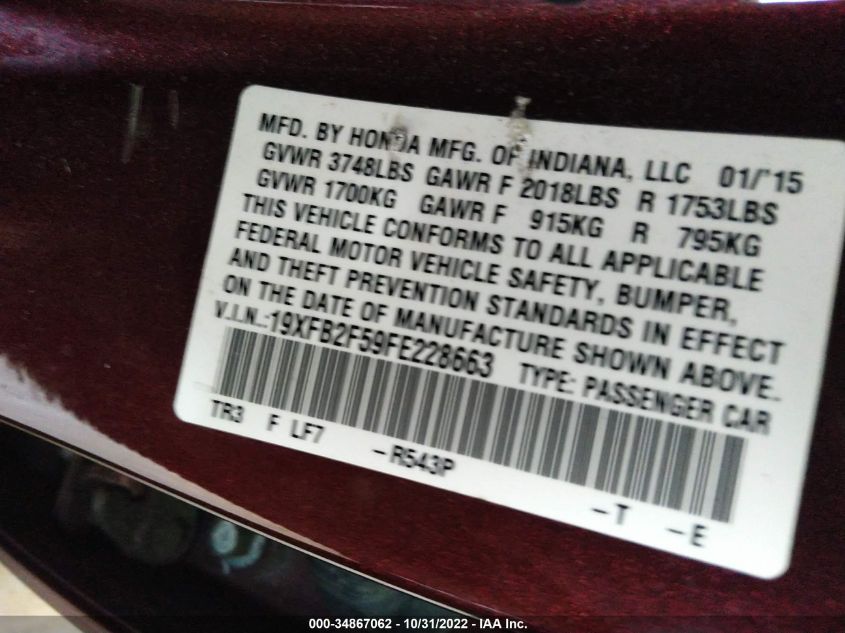 MFD. BY HONDA MFG. OF INDIANA, LLC 01/'15
GVWR 3748LBS GAWR F 2018LBS R 1753LBS
GVWR 1700KG GAWR F 915KG R 795KG
THIS VEHICLE CONFORMS TO ALL APPLICABLE
FEDERAL MOTOR VEHICLE SAFETY, BUMPER,
AND THEFT PREVENTION STANDARDS IN EFFECT
ON THE DATE OF MANUFACTURE SHOWN ABOVE.
V.I.N.:19XFB2F59FE228663 TYPE: PASSENGER CAR
TR3 F LF7 -R543P -T -E
000-34867062 - 10/31/2022 - IAA Inc.